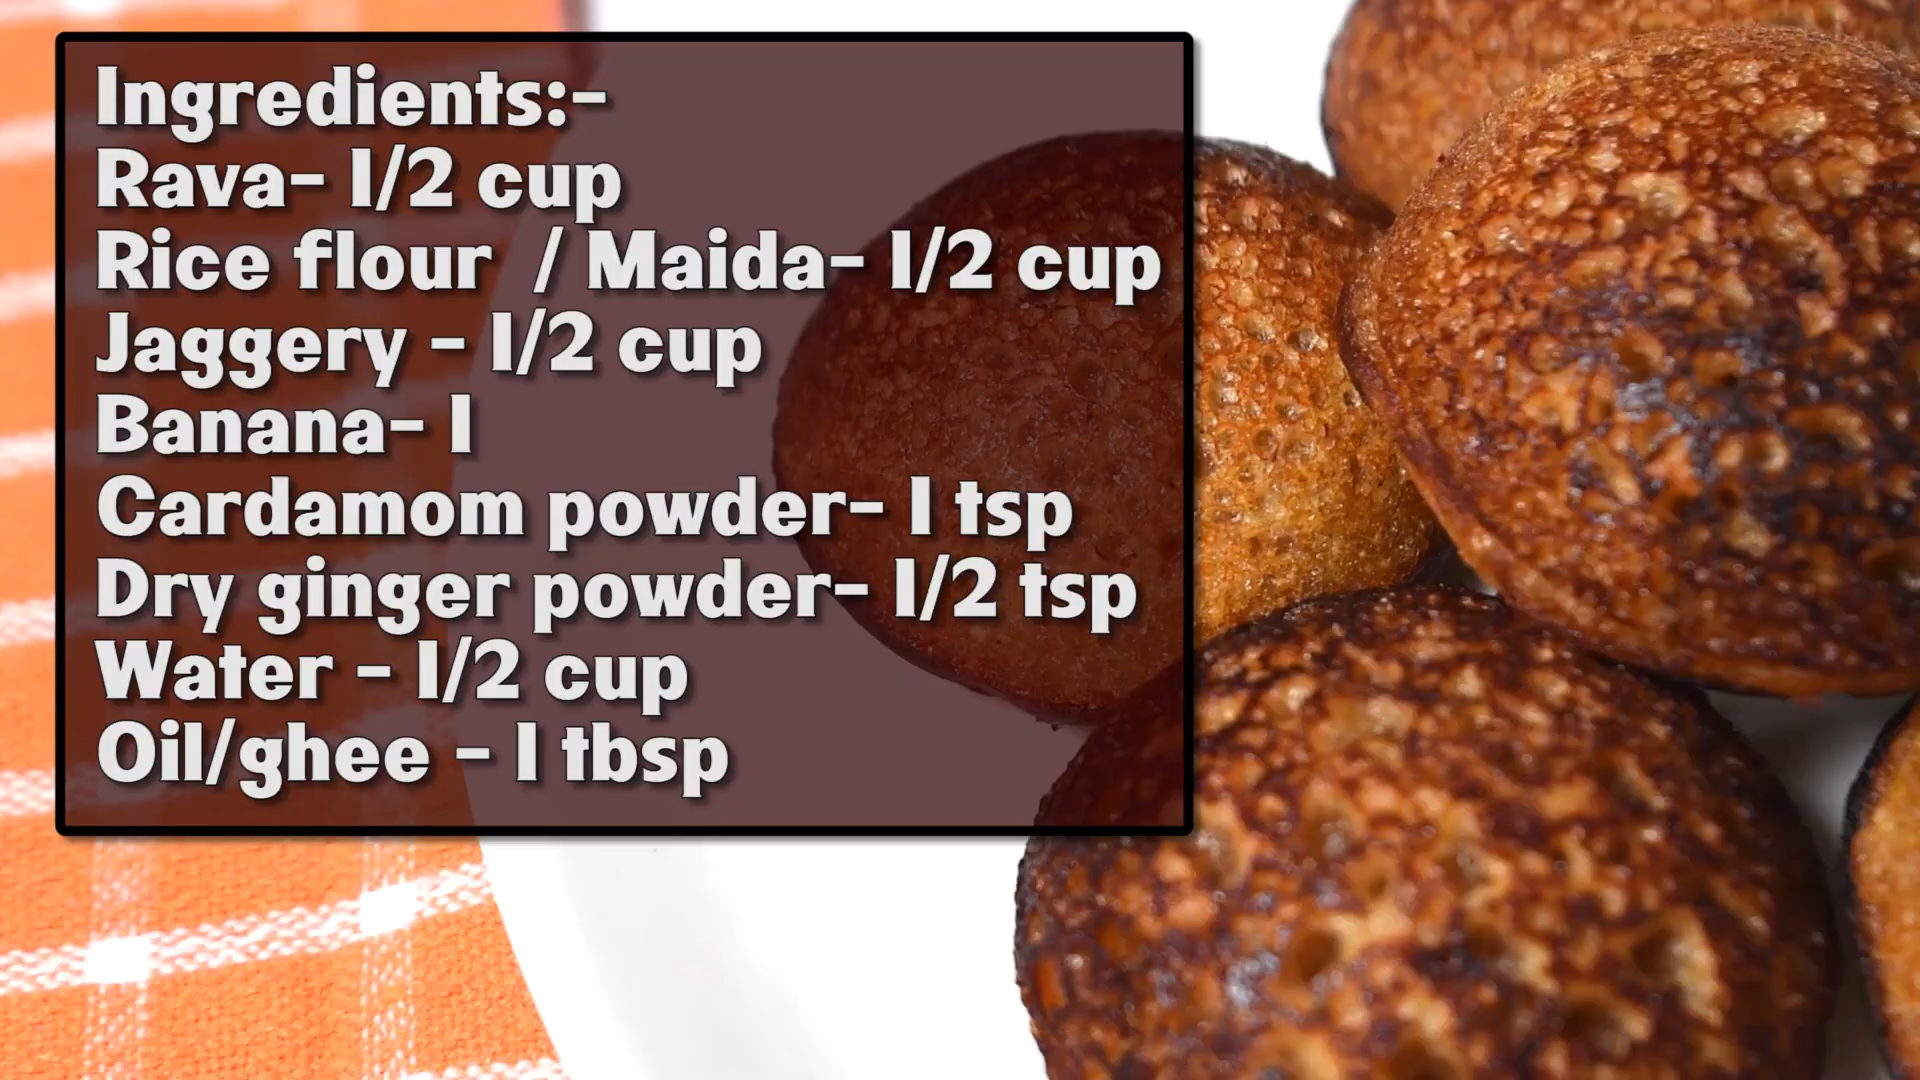 Ingredients:-
Rava- 1/2 cup
Rice flour / Maida- 1/2 cup
Jaggery - 1/2 cup
Banana- 1
Cardamom powder- 1 tsp
Dry ginger powder- 1/2 tsp
Water - 1/2 cup
Oil/ghee - 1 tbsp